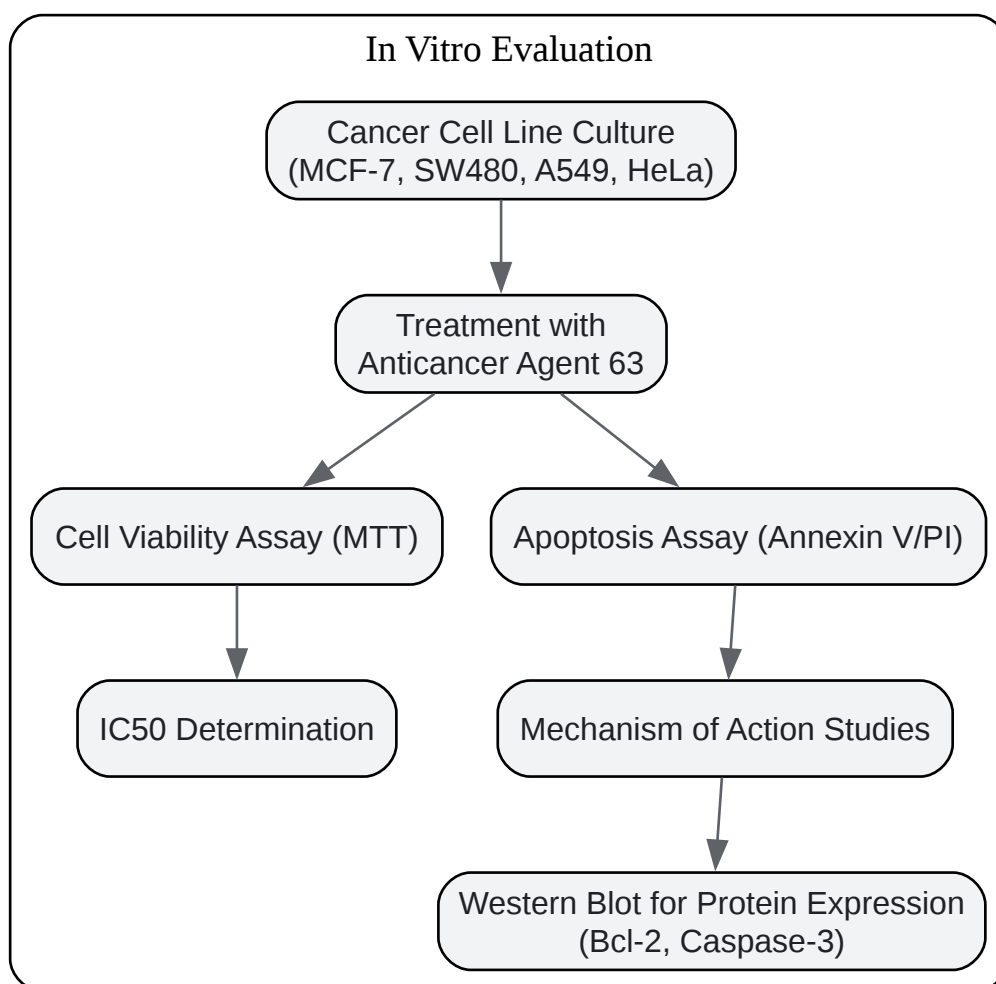 In Vitro Evaluation
Cancer Cell Line Culture
(MCF-7, SW480, A549, HeLa)
Treatment with
Anticancer Agent 63
Cell Viability Assay (MTT)
Apoptosis Assay (Annexin V/PI)
IC50 Determination
Mechanism of Action Studies
Western Blot for Protein Expression
(Bcl-2, Caspase-3)